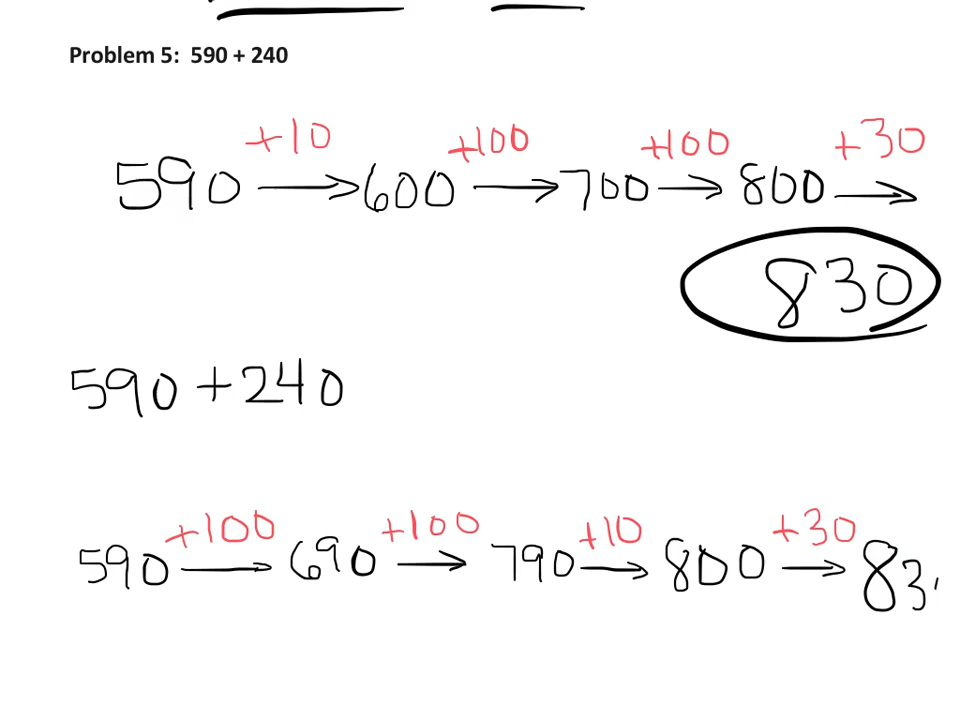 Problem 5: 590 + 240
+10 +100 +100 +30
590 → 600 → 700 → 800 →
830
590 + 240
+100 +100 +10 +30
590 → 690 → 790 → 800 → 83